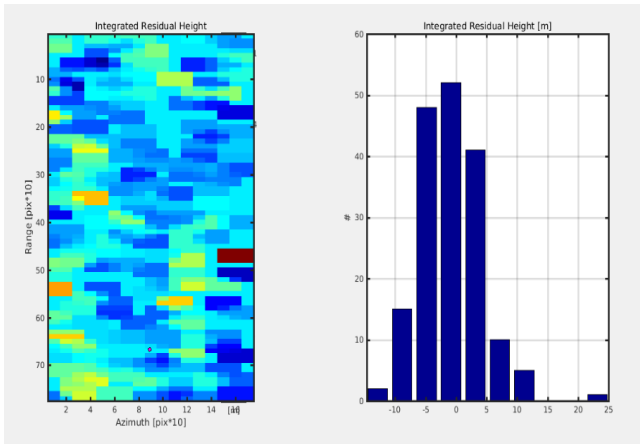 Integrated Residual Height
Range [pix*10]
10
20
30
40
50
60
70
2 4 6 8 10 12 14 16
Azimuth [pix*10]
Integrated Residual Height [m]
#
60
50
40
30
20
10
0
-10 -5 0 5 10 15 20 25